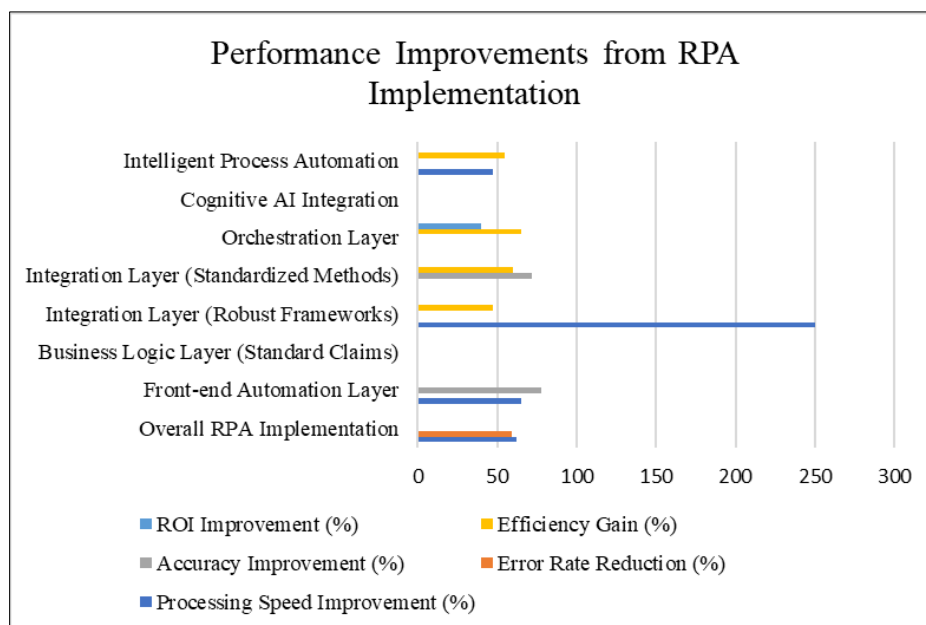 Performance Improvements from RPA
Implementation
Intelligent Process Automation
Cognitive AI Integration
Orchestration Layer
Integration Layer (Standardized Methods)
Integration Layer (Robust Frameworks)
Business Logic Layer (Standard Claims)
Front-end Automation Layer
Overall RPA Implementation
0 50 100 150 200 250 300
ROI Improvement (%) Efficiency Gain (%)
Accuracy Improvement (%) Error Rate Reduction (%)
Processing Speed Improvement (%)